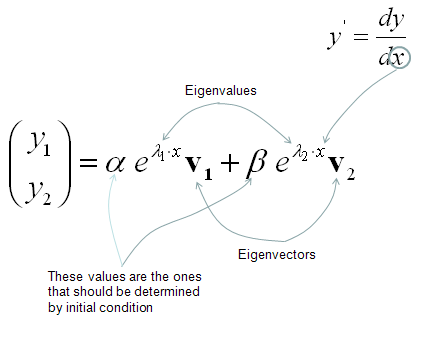 y' = dy/dx
Eigenvalues
(y₁ y₂) = α e^{λ₁·x} v₁ + β e^{λ₂·x} v₂
Eigenvectors
These values are the ones
that should be determined
by initial condition